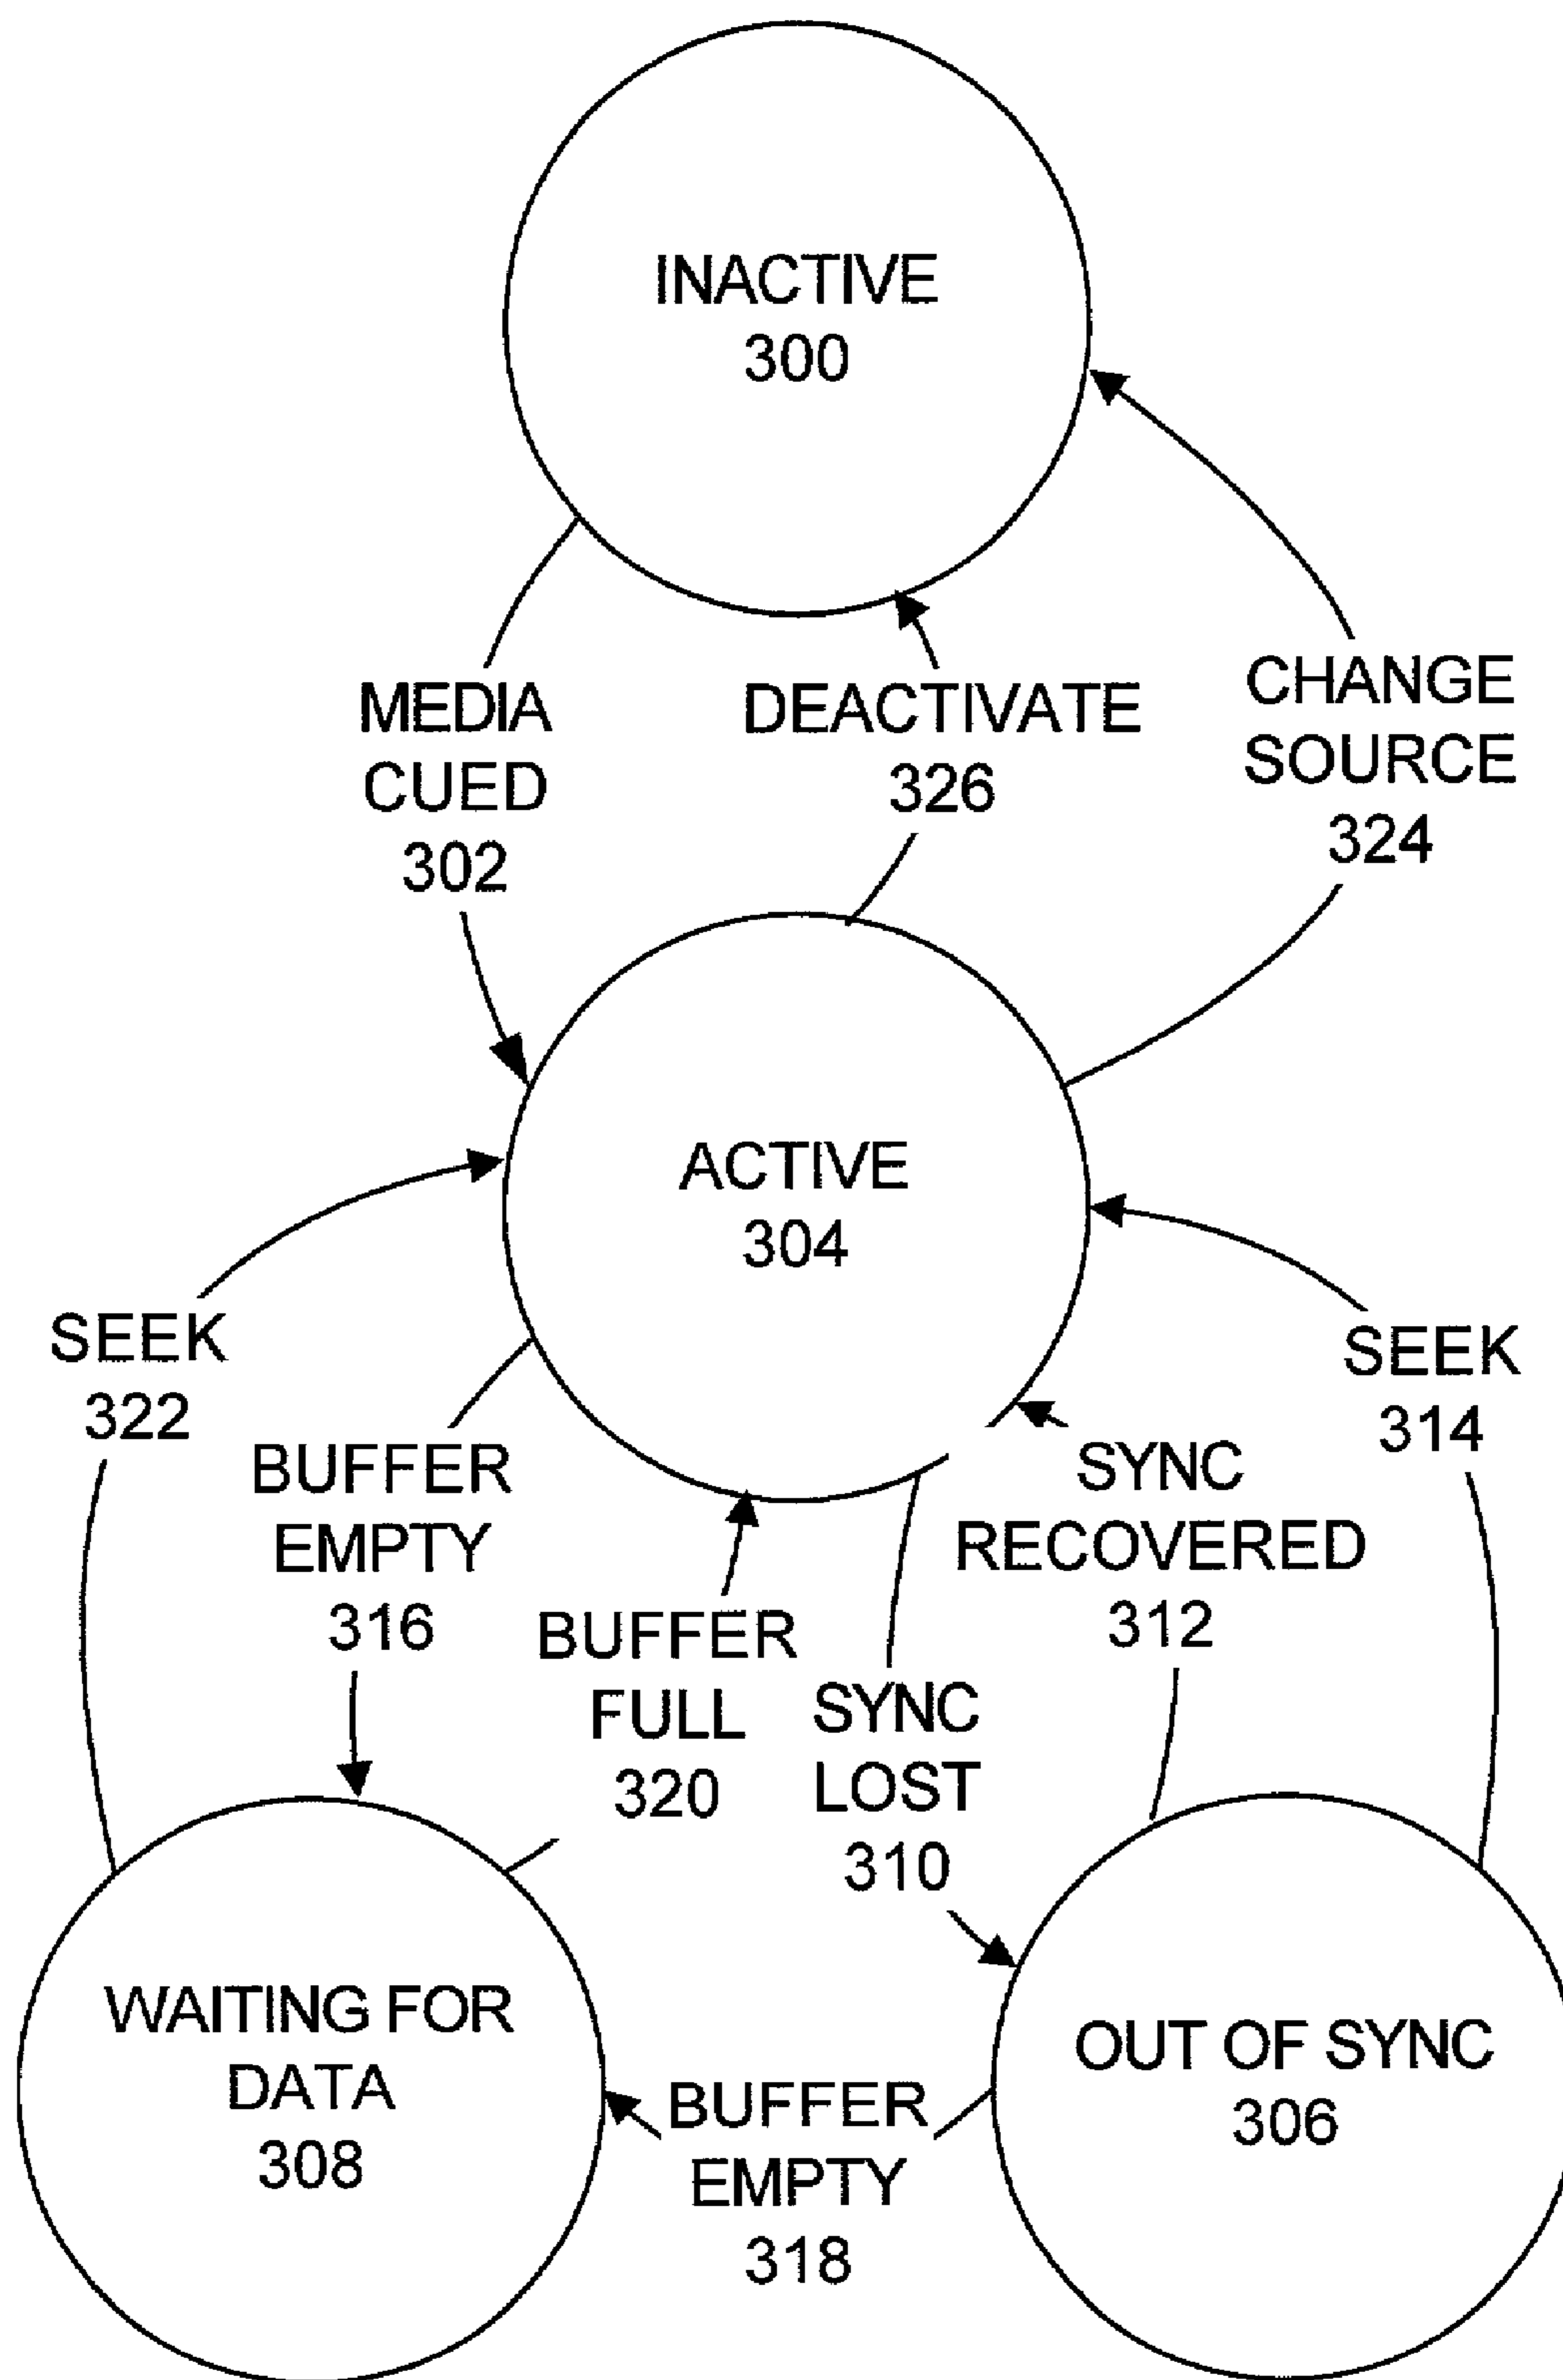 INACTIVE
300
MEDIA
CUED
302
DEACTIVATE
326
CHANGE
SOURCE
324
ACTIVE
304
SEEK
322
BUFFER
EMPTY
316
BUFFER
FULL
320
SYNC
LOST
310
SYNC
RECOVERED
312
SEEK
314
WAITING FOR
DATA
308
BUFFER
EMPTY
318
OUT OF SYNC
306